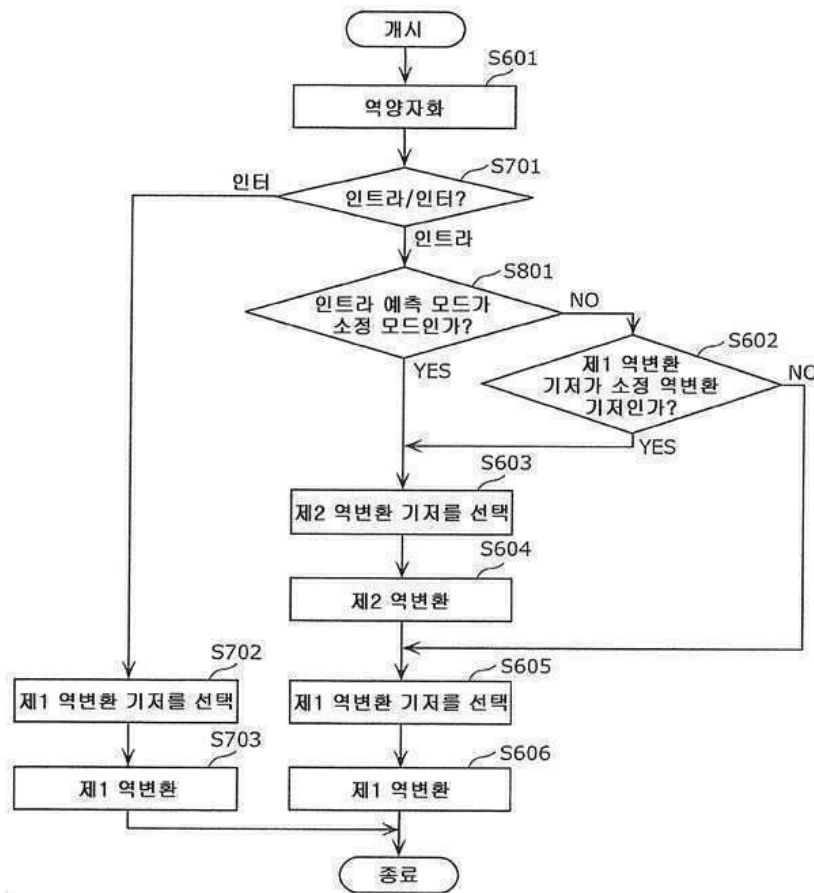 개시
S601
역양자화
S701
인터
인트라/인터?
인트라
S801
인트라 예측 모드가
소정 모드인가?
NO
YES
S602
제1 역변환
기저가 소정 역변환
기저인가?
NO
YES
S603
제2 역변환 기저를 선택
S604
제2 역변환
S702
제1 역변환 기저를 선택
S605
제1 역변환 기저를 선택
S703
제1 역변환
S606
제1 역변환
종료